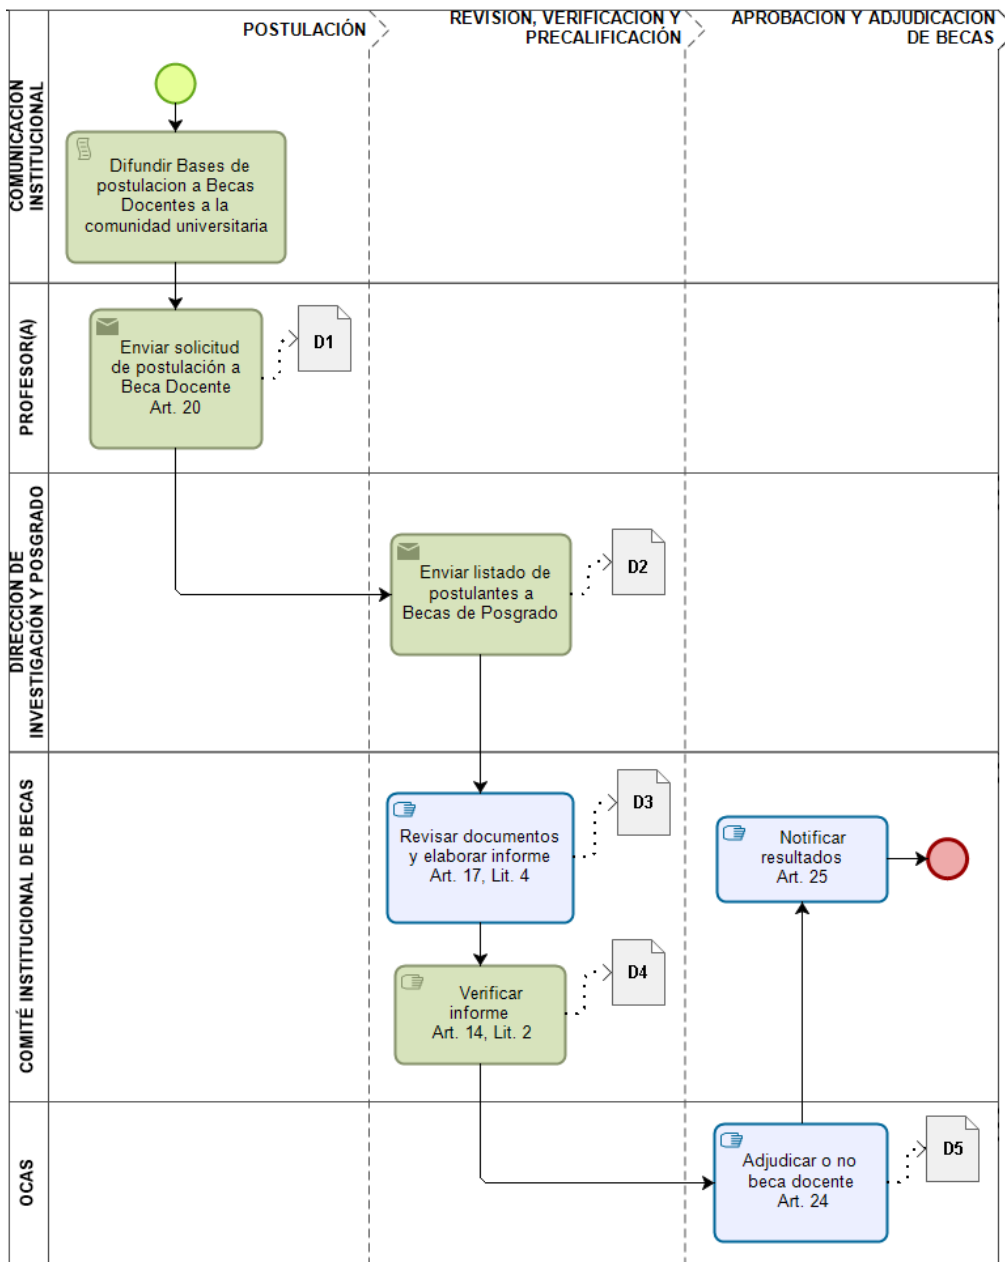 POSTULACIÓN
REVISION, VERIFICACION Y
PRECALIFICACIÓN
APROBACION Y ADJUDICACION
DE BECAS
COMUNICACION
INSTITUCIONAL
Difundir Bases de
postulacion a Becas
Docentes a la
comunidad universitaria
PROFESOR(A)
Enviar solicitud
de postulación a
Beca Docente
Art. 20
D1
DIRECCION DE
INVESTIGACIÓN Y POSGRADO
Enviar listado de
postulantes a
Becas de Posgrado
D2
COMITÉ INSTITUCIONAL DE BECAS
Revisar documentos
y elaborar informe
Art. 17, Lit. 4
D3
Notificar
resultados
Art. 25
Verificar
informe
Art. 14, Lit. 2
D4
OCAS
Adjudicar o no
beca docente
Art. 24
D5